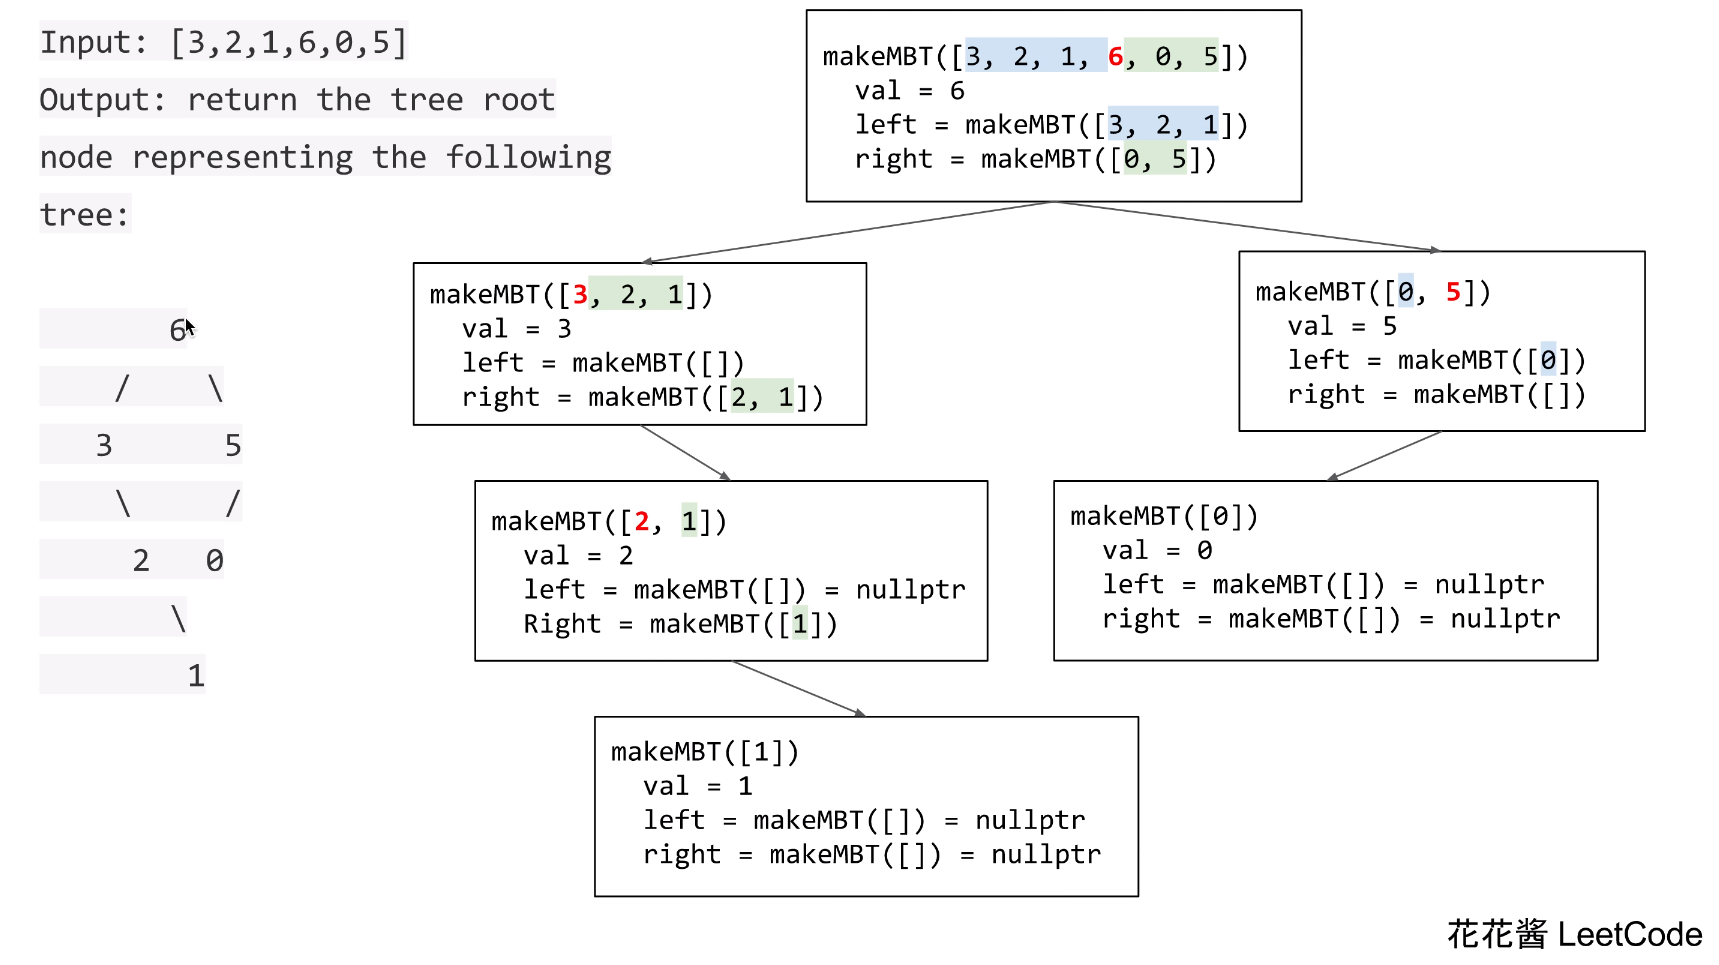 Input: [3,2,1,6,0,5]
Output: return the tree root
node representing the following
tree:
6
/ \
3 5
\ /
2 0
\
1
makeMBT([3, 2, 1, 6, 0, 5])
val = 6
left = makeMBT([3, 2, 1])
right = makeMBT([0, 5])
makeMBT([3, 2, 1])
val = 3
left = makeMBT([])
right = makeMBT([2, 1])
makeMBT([0, 5])
val = 5
left = makeMBT([0])
right = makeMBT([])
makeMBT([2, 1])
val = 2
left = makeMBT([]) = nullptr
Right = makeMBT([1])
makeMBT([0])
val = 0
left = makeMBT([]) = nullptr
right = makeMBT([]) = nullptr
makeMBT([1])
val = 1
left = makeMBT([]) = nullptr
right = makeMBT([]) = nullptr
花花酱 LeetCode